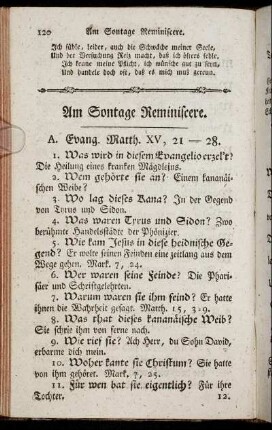 120 Am Sontage Reminiscere.
Ich fühle, leider, auch die Schwäche meiner Seele,
Und der Versuchung Reiz macht, daß ich öfters fehle.
Ich kenne meine Pflicht, ich wünsche gut zu seyn,
Und handele doch oft, daß es mich muß gereun.
Am Sontage Reminiscere.
A. Evang. Matth. XV, 21 — 28.
1. Was wird in diesem Evangelio erzel't?
Die Heilung eines kranken Mägdleins.
2. Wem gehörte sie an? Einem kananäi-
schen Weibe?
3. Wo lag dieses Kana? In der Gegend
von Tyrus und Sidon.
4. Was waren Tyrus und Sidon? Zwo
berühmte Handelsstädte der Phönizier.
5. Wie kam Jesus in diese heidnische Ge-
gend? Er wolte seinen Feinden eine zeitlang aus dem
Wege gehen. Mark. 7, 24.
6. Wer waren seine Feinde? Die Phari-
säer und Schriftgelehrten.
7. Warum waren sie ihm feind? Er hatte
ihnen die Wahrheit gesagt. Matth. 15, 3.9.
8. Was that dieses kananäische Weib?
Sie schrie ihm von ferne nach.
9. Wie rief sie? Ach Herr, du Sohn David,
erbarme dich mein.
10. Woher kante sie Christum? Sie hatte
von ihm gehöret. Mark. 7, 25.
11. Für wen bat sie eigentlich? Für ihre
Tochter. 12.